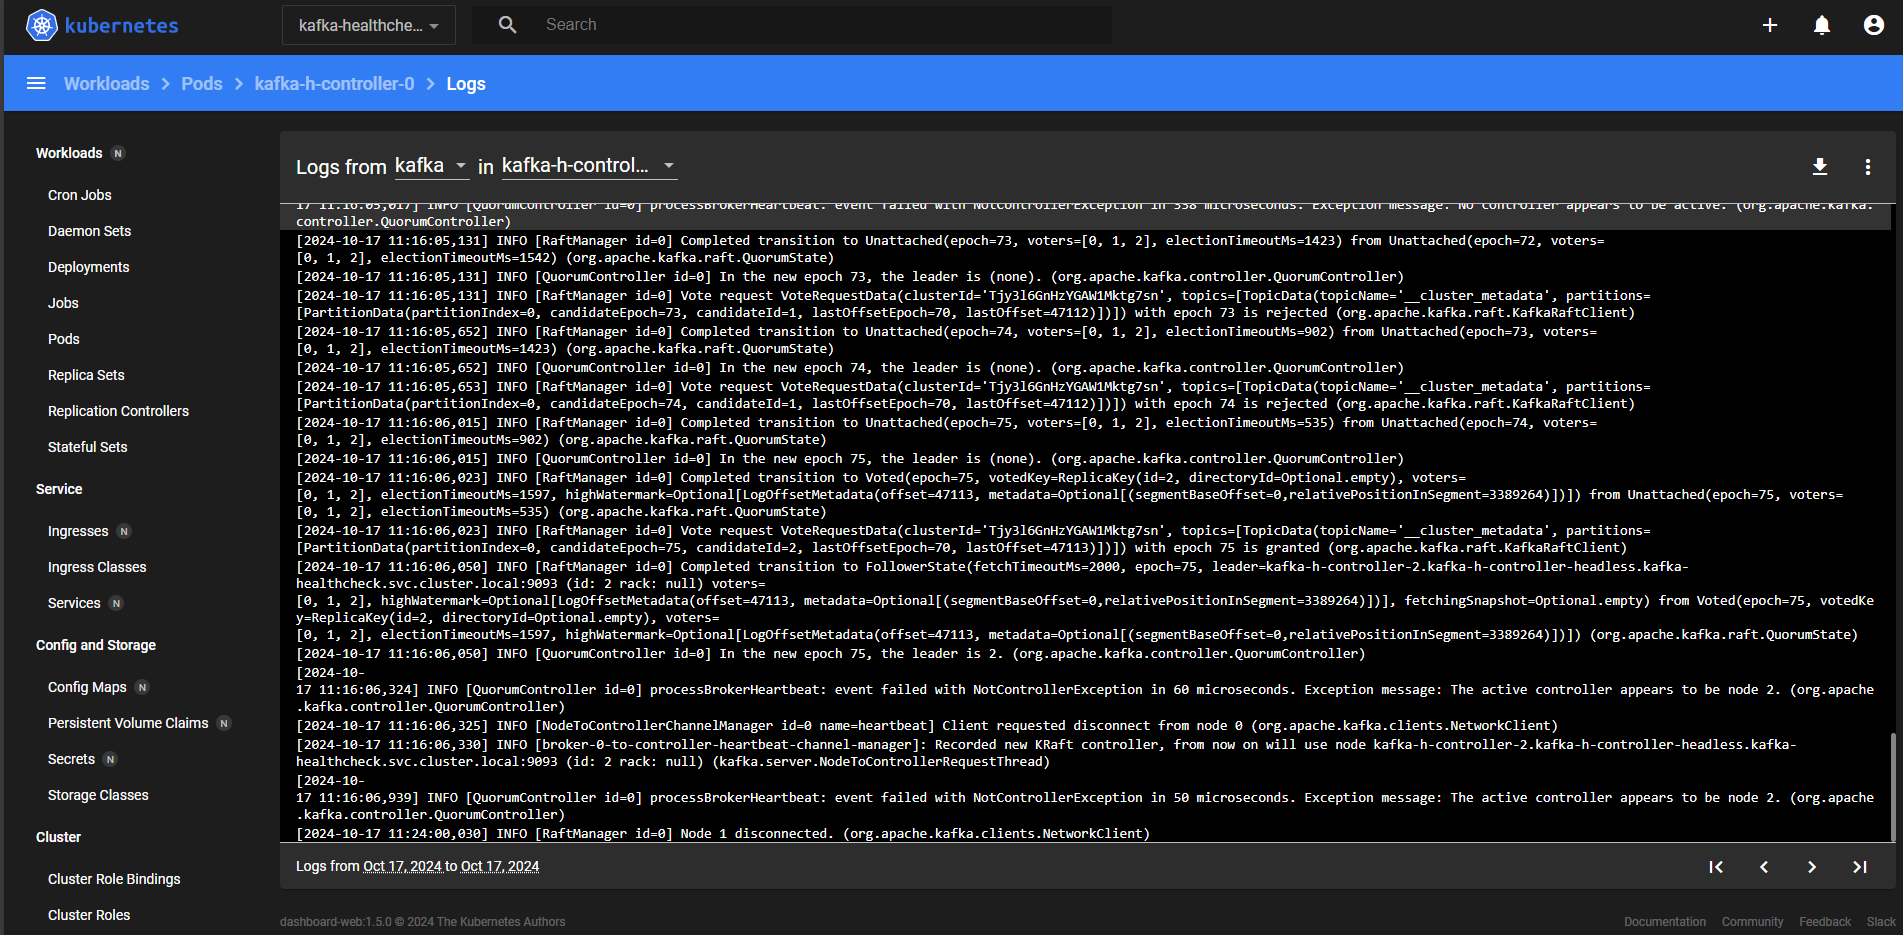 kubernetes
kafka-healthche...
Search
Workloads
Pods
kafka-h-controller-0
Logs
Workloads N
Cron Jobs
Daemon Sets
Deployments
Jobs
Pods
Replica Sets
Replication Controllers
Stateful Sets
Service
Ingresses N
Ingress Classes
Services N
Config and Storage
Config Maps N
Persistent Volume Claims N
Secrets N
Storage Classes
Cluster
Cluster Role Bindings
Cluster Roles
Logs from kafka in kafka-h-control...
17 11:16:05,017] INFO [QuorumController id=0] processBrokerHeartbeat: event failed with NotControllerException in 338 microseconds. Exception message: No controller appears to be active. (org.apache.kafka.
controller.QuorumController)
[2024-10-17 11:16:05,131] INFO [RaftManager id=0] Completed transition to Unattached(epoch=73, voters=[0, 1, 2], electionTimeoutMs=1423) from Unattached(epoch=72, voters=
[0, 1, 2], electionTimeoutMs=1542) (org.apache.kafka.raft.QuorumState)
[2024-10-17 11:16:05,131] INFO [QuorumController id=0] In the new epoch 73, the leader is (none). (org.apache.kafka.controller.QuorumController)
[2024-10-17 11:16:05,131] INFO [RaftManager id=0] Vote request VoteRequestData(clusterId='Tjy3l6GnHzYGAW1Mktg7sn', topics=[TopicData(topicName='__cluster_metadata', partitions=
[PartitionData(partitionIndex=0, candidateEpoch=73, candidateId=1, lastOffsetEpoch=70, lastOffset=47112)])]) with epoch 73 is rejected (org.apache.kafka.raft.KafkaRaftClient)
[2024-10-17 11:16:05,652] INFO [RaftManager id=0] Completed transition to Unattached(epoch=74, voters=[0, 1, 2], electionTimeoutMs=902) from Unattached(epoch=73, voters=
[0, 1, 2], electionTimeoutMs=1423) (org.apache.kafka.raft.QuorumState)
[2024-10-17 11:16:05,652] INFO [QuorumController id=0] In the new epoch 74, the leader is (none). (org.apache.kafka.controller.QuorumController)
[2024-10-17 11:16:05,653] INFO [RaftManager id=0] Vote request VoteRequestData(clusterId='Tjy3l6GnHzYGAW1Mktg7sn', topics=[TopicData(topicName='__cluster_metadata', partitions=
[PartitionData(partitionIndex=0, candidateEpoch=74, candidateId=1, lastOffsetEpoch=70, lastOffset=47112)])]) with epoch 74 is rejected (org.apache.kafka.raft.KafkaRaftClient)
[2024-10-17 11:16:06,015] INFO [RaftManager id=0] Completed transition to Unattached(epoch=75, voters=[0, 1, 2], electionTimeoutMs=535) from Unattached(epoch=74, voters=
[0, 1, 2], electionTimeoutMs=902) (org.apache.kafka.raft.QuorumState)
[2024-10-17 11:16:06,015] INFO [QuorumController id=0] In the new epoch 75, the leader is (none). (org.apache.kafka.controller.QuorumController)
[2024-10-17 11:16:06,023] INFO [RaftManager id=0] Completed transition to Voted(epoch=75, votedKey=ReplicaKey(id=2, directoryId=Optional.empty), voters=
[0, 1, 2], electionTimeoutMs=1597, highWatermark=Optional[LogOffsetMetadata(offset=47113, metadata=Optional[(segmentBaseOffset=0,relativePositionInSegment=3389264)])]) from Unattached(epoch=75, voters=
[0, 1, 2], electionTimeoutMs=535) (org.apache.kafka.raft.QuorumState)
[2024-10-17 11:16:06,023] INFO [RaftManager id=0] Vote request VoteRequestData(clusterId='Tjy3l6GnHzYGAW1Mktg7sn', topics=[TopicData(topicName='__cluster_metadata', partitions=
[PartitionData(partitionIndex=0, candidateEpoch=75, candidateId=2, lastOffsetEpoch=70, lastOffset=47113)])]) with epoch 75 is granted (org.apache.kafka.raft.KafkaRaftClient)
[2024-10-17 11:16:06,050] INFO [RaftManager id=0] Completed transition to FollowerState(fetchTimeoutMs=2000, epoch=75, leader=kafka-h-controller-2.kafka-h-controller-headless.kafka-
healthcheck.svc.cluster.local:9093 (id: 2 rack: null) voters=
[0, 1, 2], highWatermark=Optional[LogOffsetMetadata(offset=47113, metadata=Optional[(segmentBaseOffset=0,relativePositionInSegment=3389264)])], fetchingSnapshot=Optional.empty) from Voted(epoch=75, votedKe
y=ReplicaKey(id=2, directoryId=Optional.empty), voters=
[0, 1, 2], electionTimeoutMs=1597, highWatermark=Optional[LogOffsetMetadata(offset=47113, metadata=Optional[(segmentBaseOffset=0,relativePositionInSegment=3389264)])]) (org.apache.kafka.raft.QuorumState)
[2024-10-17 11:16:06,050] INFO [QuorumController id=0] In the new epoch 75, the leader is 2. (org.apache.kafka.controller.QuorumController)
[2024-10-
17 11:16:06,324] INFO [QuorumController id=0] processBrokerHeartbeat: event failed with NotControllerException in 60 microseconds. Exception message: The active controller appears to be node 2. (org.apache
.kafka.controller.QuorumController)
[2024-10-17 11:16:06,325] INFO [NodeToControllerChannelManager id=0 name=heartbeat] Client requested disconnect from node 0 (org.apache.kafka.clients.NetworkClient)
[2024-10-17 11:16:06,330] INFO [broker-0-to-controller-heartbeat-channel-manager]: Recorded new KRaft controller, from now on will use node kafka-h-controller-2.kafka-h-controller-headless.kafka-
healthcheck.svc.cluster.local:9093 (id: 2 rack: null) (kafka.server.NodeToControllerRequestThread)
[2024-10-
17 11:16:06,939] INFO [QuorumController id=0] processBrokerHeartbeat: event failed with NotControllerException in 50 microseconds. Exception message: The active controller appears to be node 2. (org.apache
.kafka.controller.QuorumController)
[2024-10-17 11:24:00,030] INFO [RaftManager id=0] Node 1 disconnected. (org.apache.kafka.clients.NetworkClient)
Logs from Oct 17, 2024 to Oct 17, 2024
dashboard-web:1.5.0 © 2024 The Kubernetes Authors
Documentation Community Feedback Slack